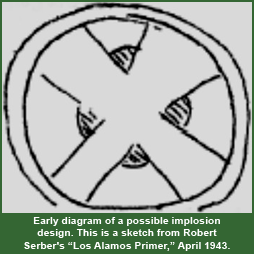 Early diagram of a possible implosion
design. This is a sketch from Robert
Serber's "Los Alamos Primer," April 1943.